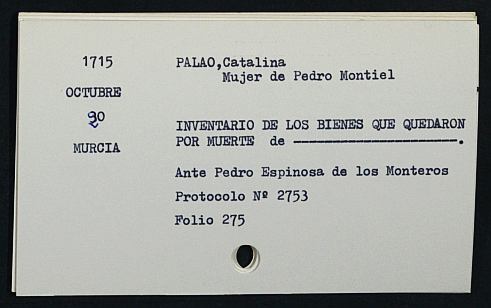 1715
OCTUBRE
20
MURCIA
PALAO,Catalina
Mujer de Pedro Montiel
INVENTARIO DE LOS BIENES QUE QUEDARON
POR MUERTE de ---------------------.
Ante Pedro Espinosa de los Monteros
Protocolo Nº 2753
Folio 275